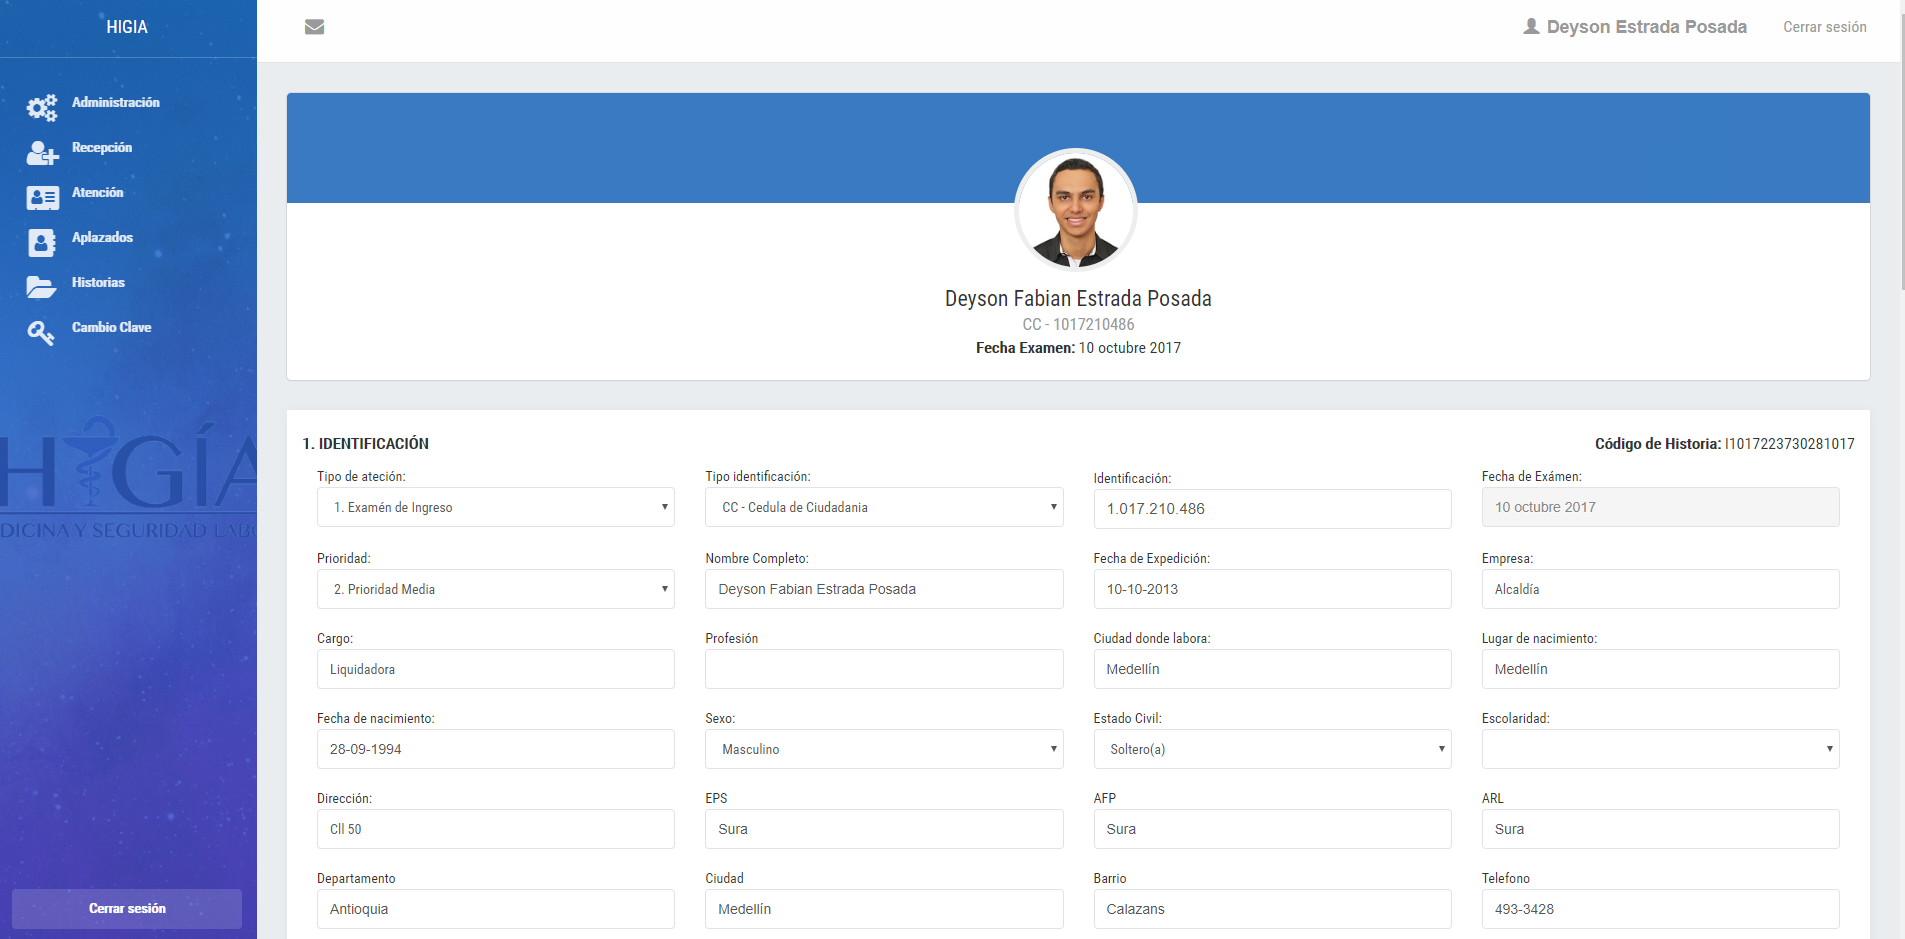 HIGIA
Deyson Estrada Posada
Cerrar sesión
Administración
Recepción
Atención
Aplazados
Historias
Cambio Clave
HIGÍA
DICINA Y SEGURIDAD LABO
Cerrar sesión
Deyson Fabian Estrada Posada
CC - 1017210486
Fecha Examen: 10 octubre 2017
1. IDENTIFICACIÓN
Código de Historia: I1017223730281017
Tipo de ateción:
1. Examén de Ingreso
Tipo identificación:
CC - Cedula de Ciudadania
Identificación:
1.017.210.486
Fecha de Exámen:
10 octubre 2017
Prioridad:
2. Prioridad Media
Nombre Completo:
Deyson Fabian Estrada Posada
Fecha de Expedición:
10-10-2013
Empresa:
Alcaldía
Cargo:
Liquidadora
Profesión
Ciudad donde labora:
Medellín
Lugar de nacimiento:
Medellín
Fecha de nacimiento:
28-09-1994
Sexo:
Masculino
Estado Civil:
Soltero(a)
Escolaridad:
Dirección:
Cll 50
EPS
Sura
AFP
Sura
ARL
Sura
Departamento
Antioquia
Ciudad
Medellín
Barrio
Calazans
Telefono
493-3428